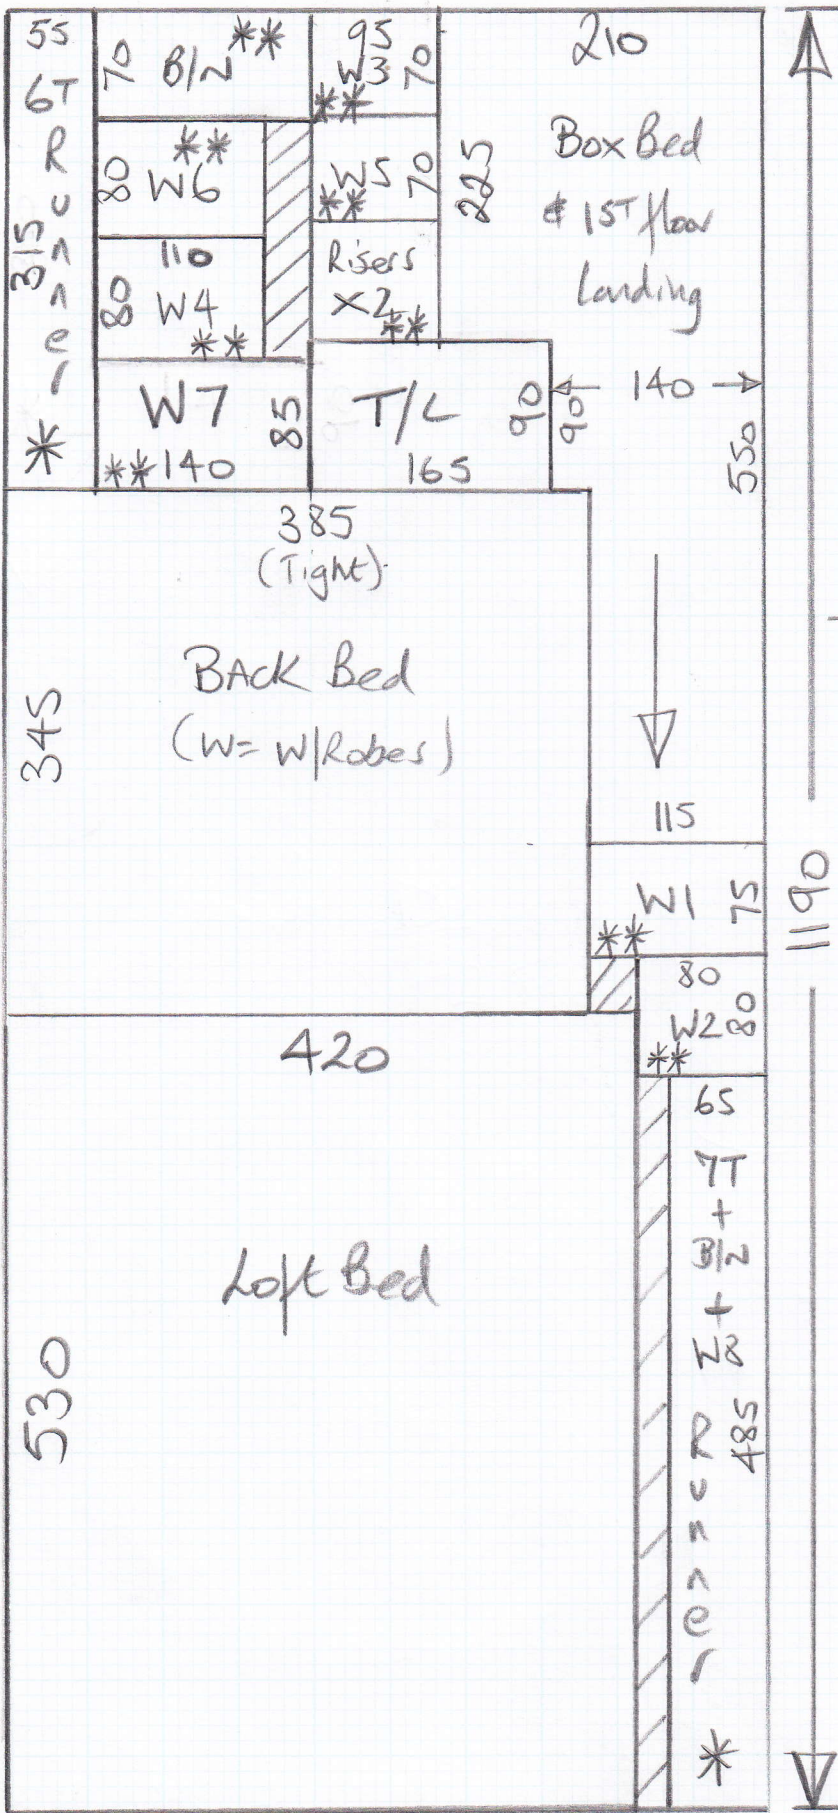 55
6T
R
u
n
n
e
r
315
*
70
B/N
**
95
W3
70
**
210
80
W6
**
W5
70
**
225
Box Bed
& 1ST floor
Landing
110
80
W4
**
Risers
X2
**
W7
85
**
140
T/L
90
165
90
140
550
385
(Tight)
BACK Bed
(W= W/Robes)
345
115
W1
75
**
1190
80
W2
80
**
420
Loft Bed
530
65
7T
+
B/N
+
W8
R
u
n
n
e
r
485
*